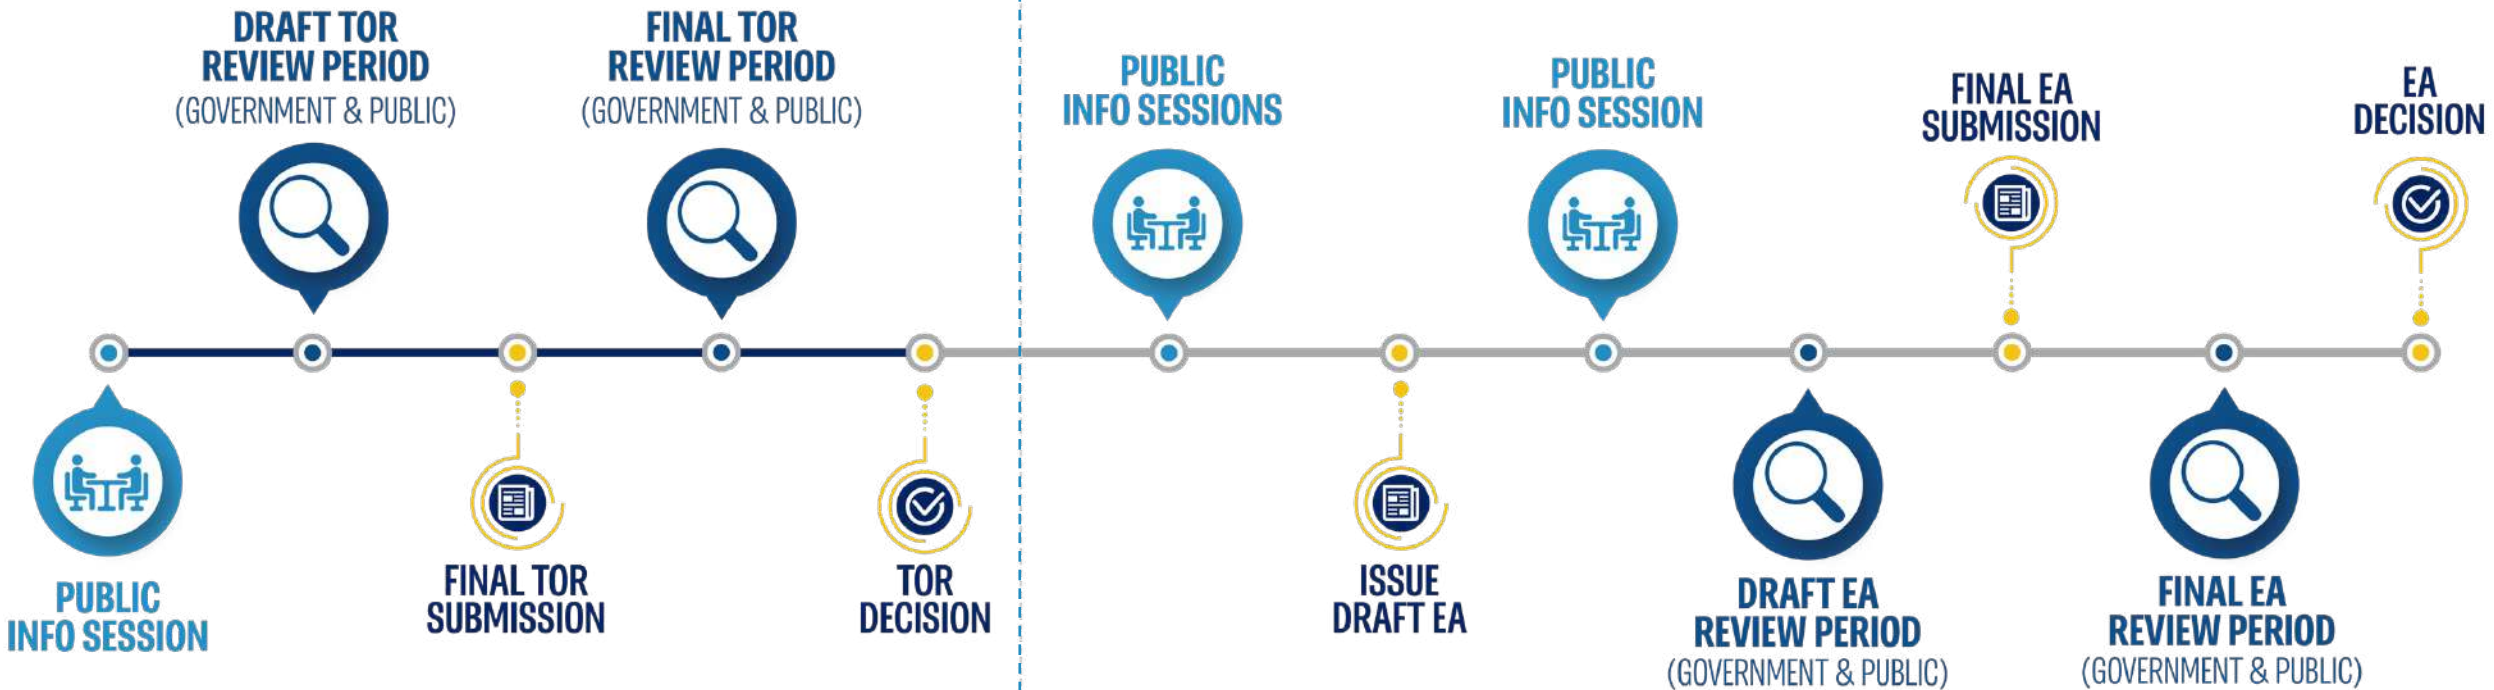 DRAFT TOR
REVIEW PERIOD
(GOVERNMENT & PUBLIC)
FINAL TOR
REVIEW PERIOD
(GOVERNMENT & PUBLIC)
PUBLIC
INFO SESSIONS
PUBLIC
INFO SESSION
FINAL EA
SUBMISSION
EA
DECISION
PUBLIC
INFO SESSION
FINAL TOR
SUBMISSION
TOR
DECISION
ISSUE
DRAFT EA
DRAFT EA
REVIEW PERIOD
(GOVERNMENT & PUBLIC)
FINAL EA
REVIEW PERIOD
(GOVERNMENT & PUBLIC)